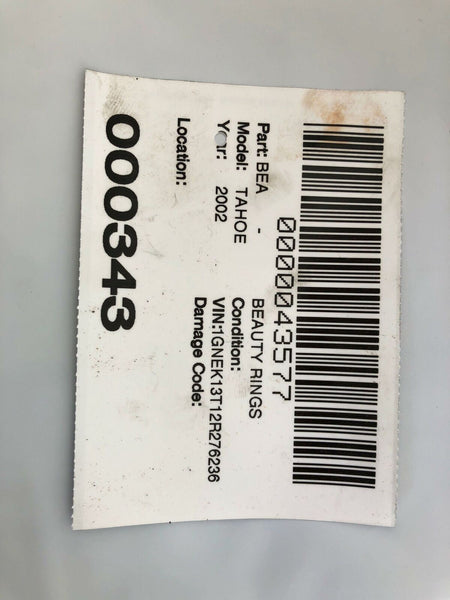 0000043577
Part: BEA - BEAUTY RINGS
Model: TAHOE Condition:
Year: 2002 VIN:1GNEK13T12R276236
Damage Code:
Location:
000343